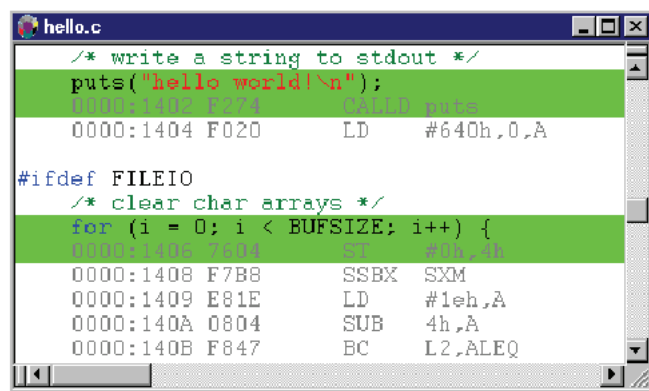 hello.c
/* write a string to stdout */
puts("hello world!\n");
0000:1402 F274 CALLD puts
0000:1404 F020 LD #640h,0,A
#ifdef FILEIO
/* clear char arrays */
for (i = 0; i < BUFSIZE; i++) {
0000:1406 7604 ST #0h,4h
0000:1408 F7B8 SSBX SXM
0000:1409 E81E LD #1eh,A
0000:140A 0804 SUB 4h,A
0000:140B F847 BC L2,ALEQ